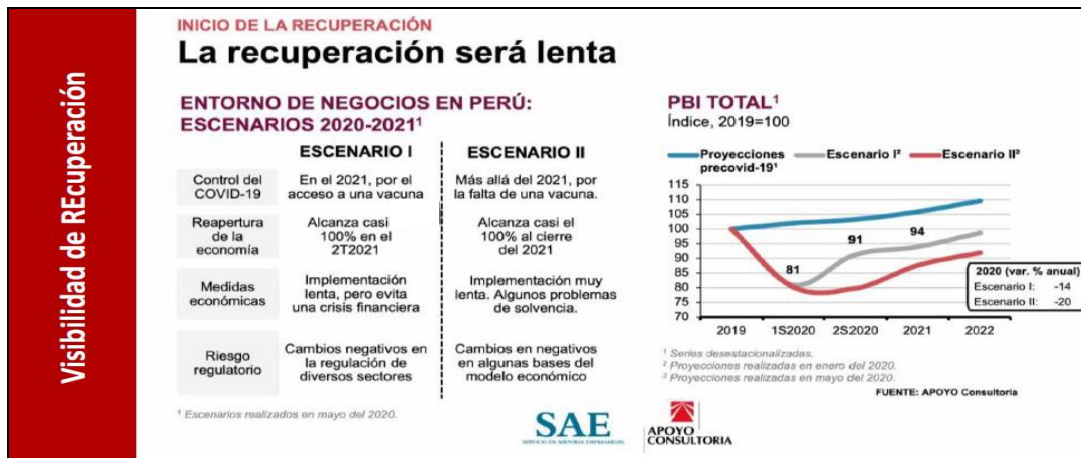 Visibilidad de REcuperación
INICIO DE LA RECUPERACIÓN
La recuperación será lenta
ENTORNO DE NEGOCIOS EN PERÚ:
ESCENARIOS 2020-2021¹
ESCENARIO I
ESCENARIO II
Control del
COVID-19
En el 2021, por el
acceso a una vacuna
Más allá del 2021, por
la falta de una vacuna.
Reapertura
de la
economía
Alcanza casi
100% en el
2T2021
Alcanza casi el
100% al cierre
del 2021
Medidas
económicas
Implementación
lenta, pero evita
una crisis financiera
Implementación muy
lenta. Algunos problemas
de solvencia.
Riesgo
regulatorio
Cambios negativos en
la regulación de
diversos sectores
Cambios en negativos
en algunas bases del
modelo económico
¹ Escenarios realizados en mayo del 2020.
PBI TOTAL¹
Índice, 2019=100
Proyecciones
precovid-19¹
Escenario I²
Escenario II²
115
110
105
100
95
90
85
80
75
70
81
91
94
2019
1S2020
2S2020
2021
2022
2020 (var. % anual)
Escenario I: -14
Escenario II: -20
¹ Series desestacionalizadas.
² Proyecciones realizadas en enero del 2020.
³ Proyecciones realizadas en mayo del 2020.
FUENTE: APOYO Consultoría
SAE
SERVICIO DE ASESORIA EMPRESARIAL
APOYO
CONSULTORIA